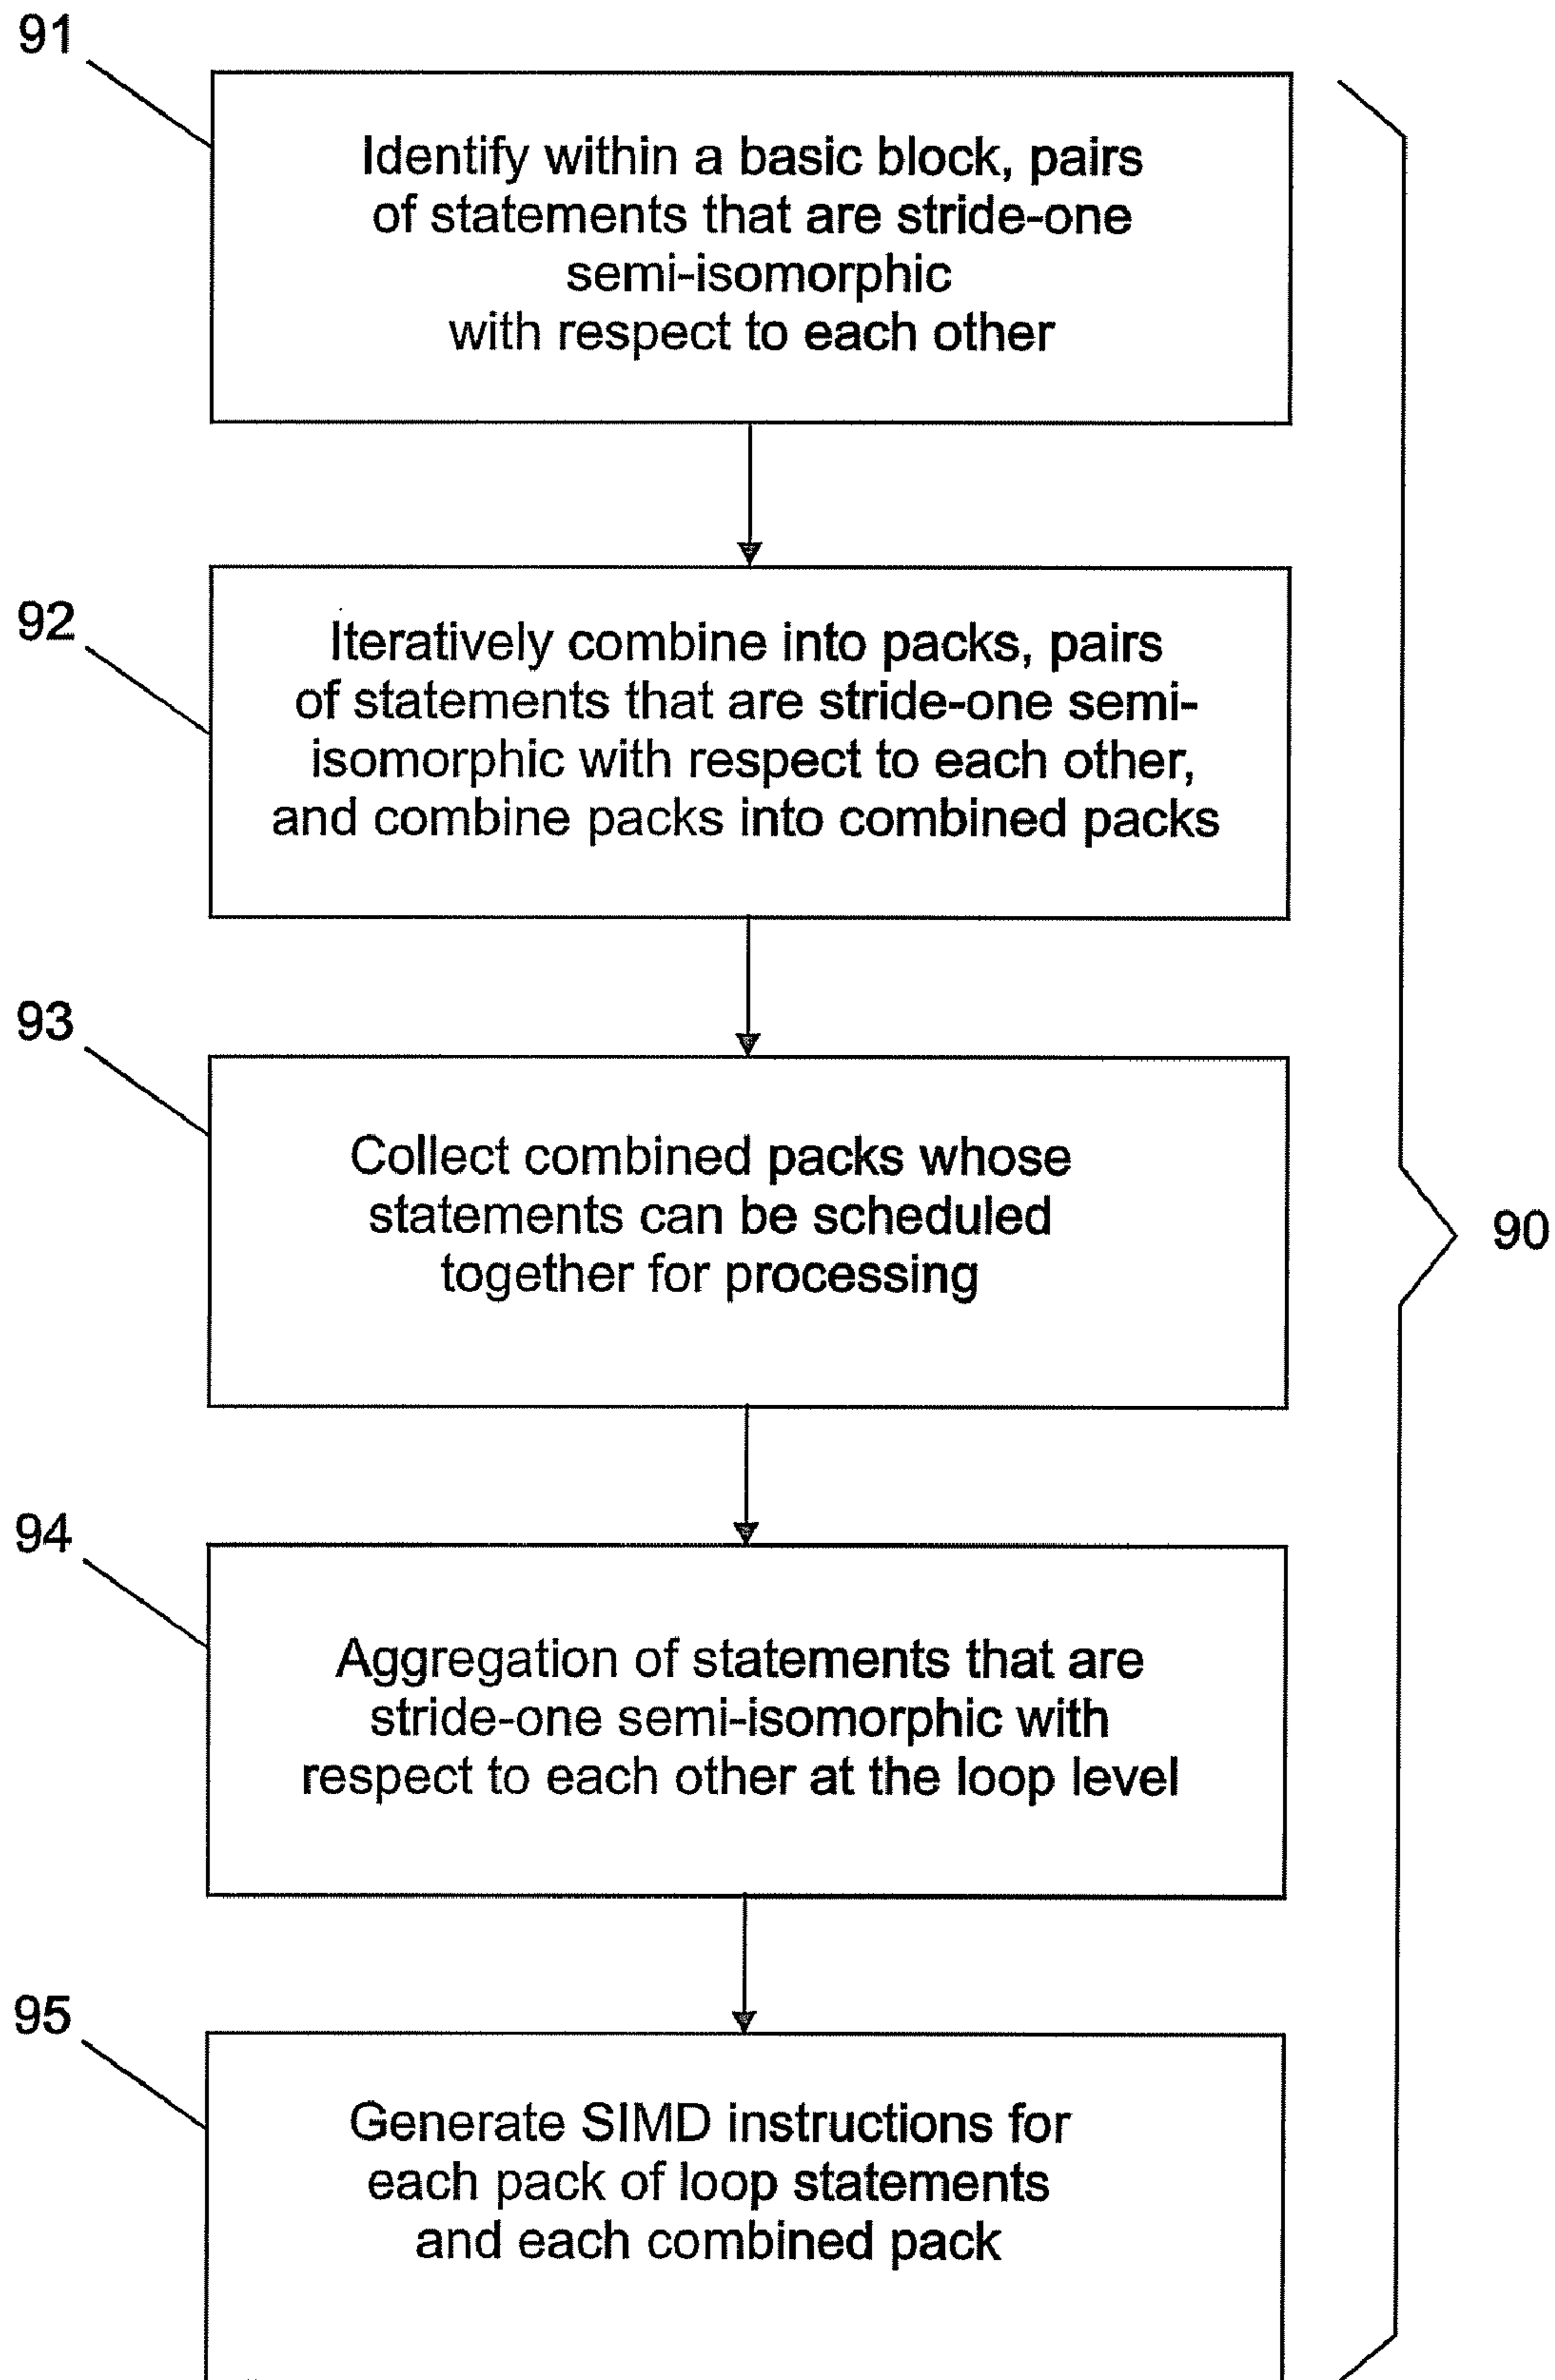 91
Identify within a basic block, pairs
of statements that are stride-one
semi-isomorphic
with respect to each other
92
Iteratively combine into packs, pairs
of statements that are stride-one semi-
isomorphic with respect to each other,
and combine packs into combined packs
93
Collect combined packs whose
statements can be scheduled
together for processing
90
94
Aggregation of statements that are
stride-one semi-isomorphic with
respect to each other at the loop level
95
Generate SIMD instructions for
each pack of loop statements
and each combined pack